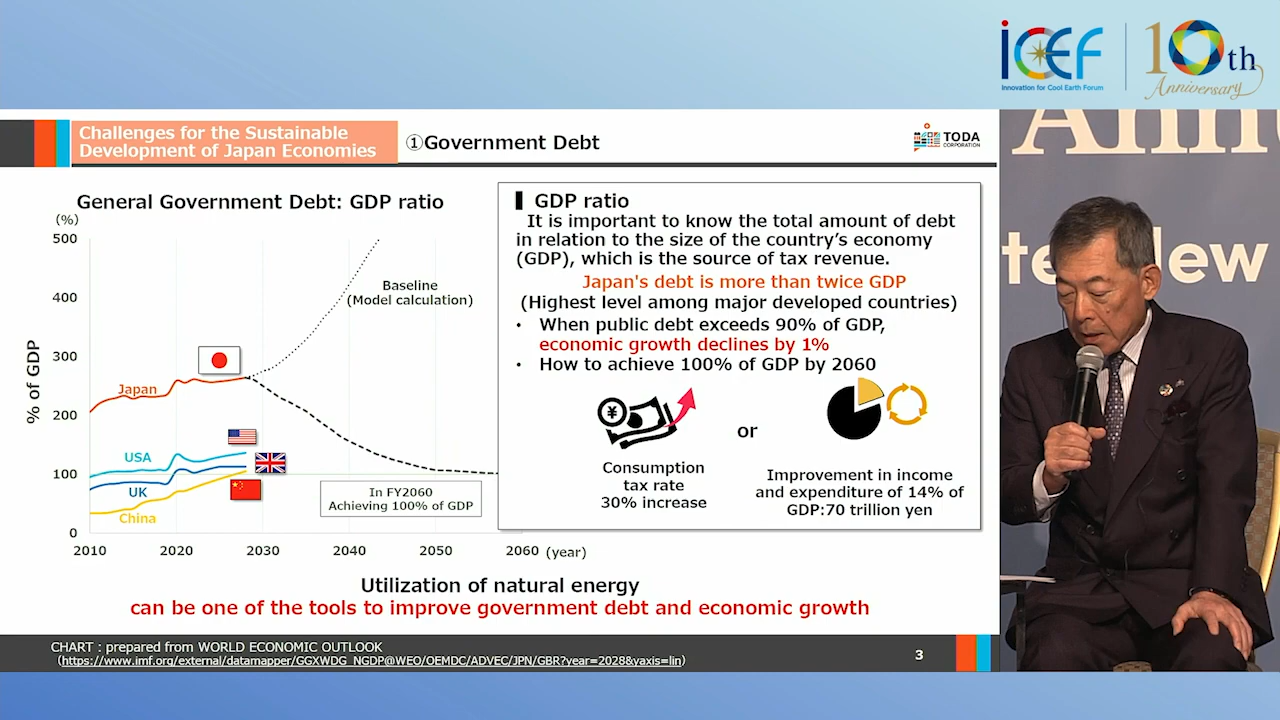 iCEF
Innovation for Cool Earth Forum
10th
Anniversary
Challenges for the Sustainable
Development of Japan Economies
①Government Debt
TODA
CORPORATION
General Government Debt: GDP ratio
(%)
% of GDP
500
400
300
200
100
0
2010
2020
2030
2040
2050
2060
(year)
Baseline
(Model calculation)
Japan
USA
UK
China
In FY2060
Achieving 100% of GDP
▌ GDP ratio
It is important to know the total amount of debt
in relation to the size of the country’s economy
(GDP), which is the source of tax revenue.
Japan's debt is more than twice GDP
(Highest level among major developed countries)
• When public debt exceeds 90% of GDP,
economic growth declines by 1%
• How to achieve 100% of GDP by 2060
¥
Consumption
tax rate
30% increase
or
Improvement in income
and expenditure of 14% of
GDP:70 trillion yen
Utilization of natural energy
can be one of the tools to improve government debt and economic growth
CHART : prepared from WORLD ECONOMIC OUTLOOK
(https://www.imf.org/external/datamapper/GGXWDG_NGDP@WEO/OEMDC/ADVEC/JPN/GBR?year=2028&yaxis=lin)
3